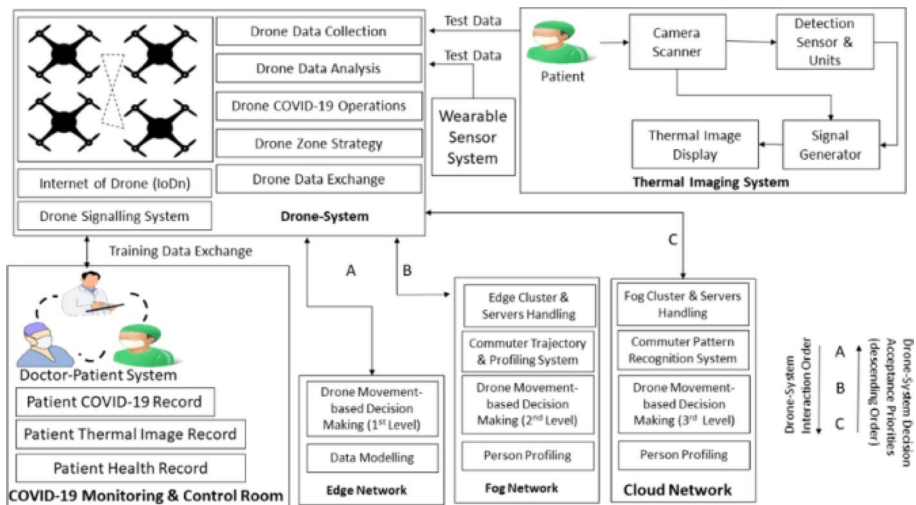 Drone Data Collection
Drone Data Analysis
Drone COVID-19 Operations
Drone Zone Strategy
Drone Data Exchange
Internet of Drone (IoDn)
Drone Signalling System
Drone-System
Test Data
Test Data
Wearable
Sensor
System
Patient
Camera
Scanner
Detection
Sensor &
Units
Thermal Image
Display
Signal
Generator
Thermal Imaging System
Training Data Exchange
A
B
C
Doctor-Patient System
Patient COVID-19 Record
Patient Thermal Image Record
Patient Health Record
COVID-19 Monitoring & Control Room
Drone Movement-
based Decision
Making (1st Level)
Data Modelling
Edge Network
Edge Cluster &
Servers Handling
Commuter Trajectory
& Profiling System
Drone Movement-
based Decision
Making (2nd Level)
Person Profiling
Fog Network
Fog Cluster & Servers
Handling
Commuter Pattern
Recognition System
Drone Movement-
based Decision
Making (3rd Level)
Person Profiling
Cloud Network
Drone-System
Interaction Order
A
B
C
Drone-System Decision
Acceptance Priorities
(descending Order)